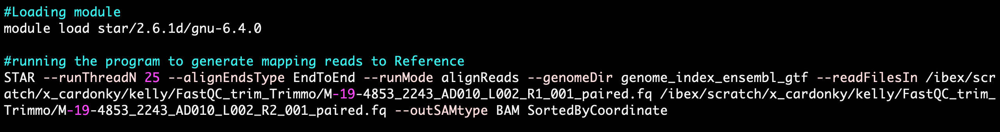 #Loading module
module load star/2.6.1d/gnu-6.4.0
#running the program to generate mapping reads to Reference
STAR --runThreadN 25 --alignEndsType EndToEnd --runMode alignReads --genomeDir genome_index_ensembl_gtf --readFilesIn /ibex/scr
atch/x_cardonky/kelly/FastQC_trim_Trimmo/M-19-4853_2243_AD010_L002_R1_001_paired.fq /ibex/scratch/x_cardonky/kelly/FastQC_trim_
Trimmo/M-19-4853_2243_AD010_L002_R2_001_paired.fq --outSAMtype BAM SortedByCoordinate